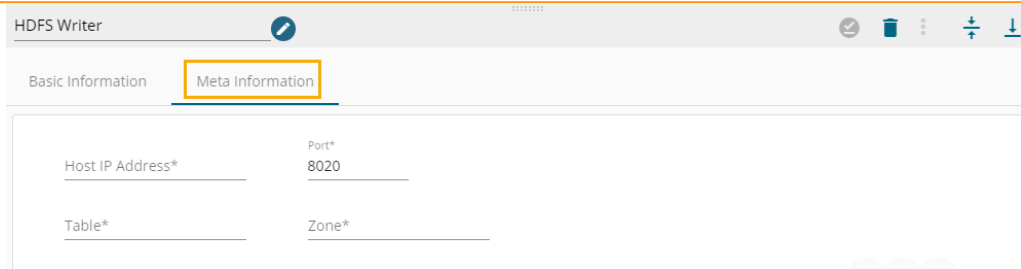 HDFS Writer
Basic Information Meta Information
Port*
Host IP Address* 8020
Table* Zone*